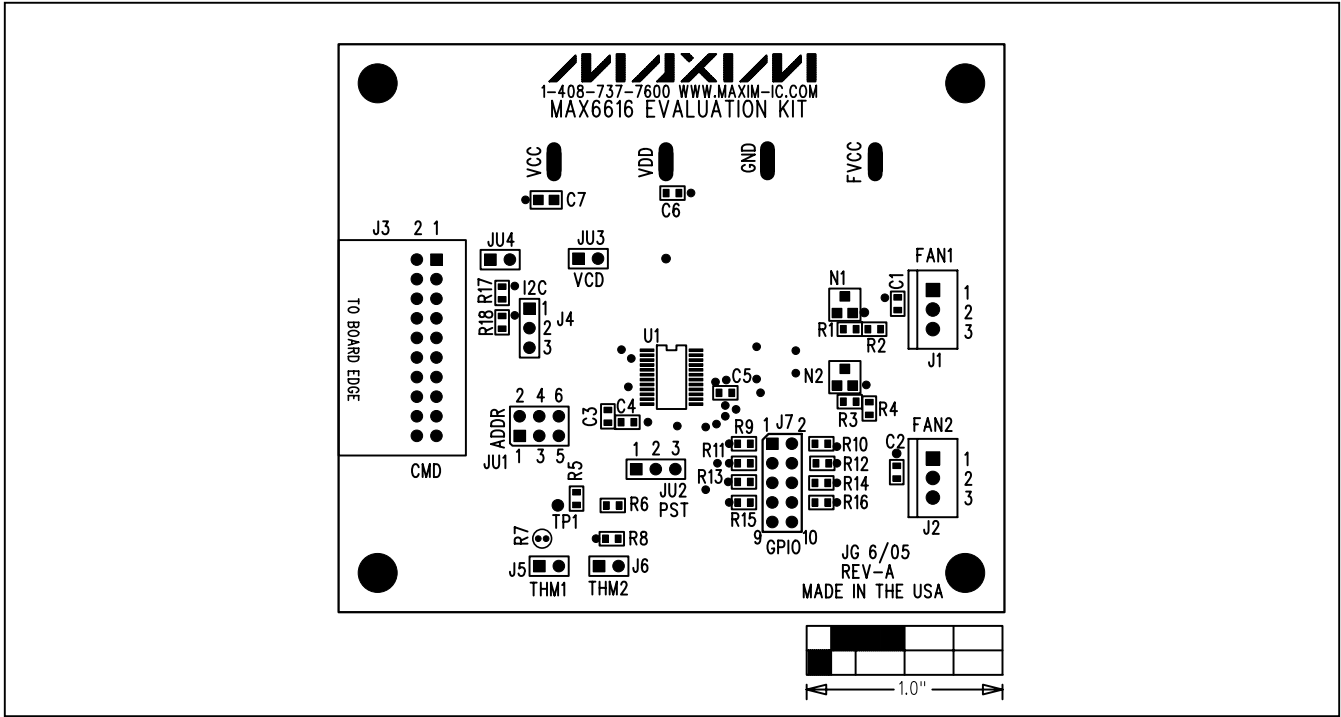 MAXIM
1-408-737-7600 WWW.MAXIM-IC.COM
MAX6616 EVALUATION KIT
VCC
VDD
GND
FVCC
C7
C6
J3 2 1
JU4
JU3
VCD
TO BOARD EDGE
CMD
R17
R18
I2C
1
2
3
J4
N1
C1
FAN1
1
2
3
J1
R1
R2
U1
N2
C5
R3
R4
ADDR
2 4 6
JU1
1 3 5
C3
C4
FAN2
1
2
3
J2
C2
R9
1 J7 2
R10
R11
R12
R13
R14
R15
R16
9 10
GPIO
1 2 3
JU2
PST
R5
TP1
R6
R7
R8
J5
THM1
J6
THM2
JG 6/05
REV-A
MADE IN THE USA
1.0"